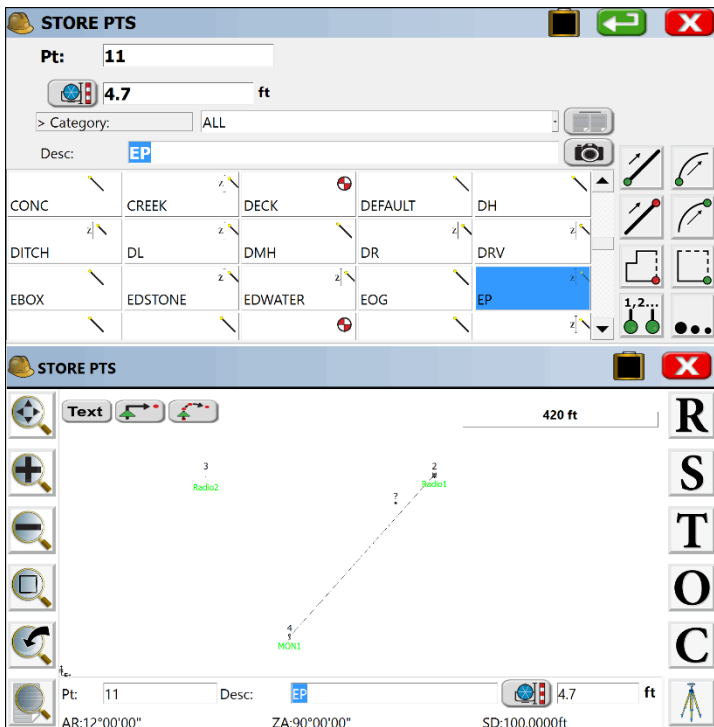 STORE PTS
Pt: 11
4.7 ft
> Category: ALL
Desc: EP
CONC CREEK DECK DEFAULT DH
DITCH DL DMH DR DRV
EBOX EDSTONE EDWATER EOG EP
1,2...
STORE PTS
Text 420 ft R
3 2
Radio2 Radio1 S
?
T
O
4
MON1 C
Pt: 11 Desc: EP 4.7 ft
AR:12°00'00" ZA:90°00'00" SD:100.0000ft